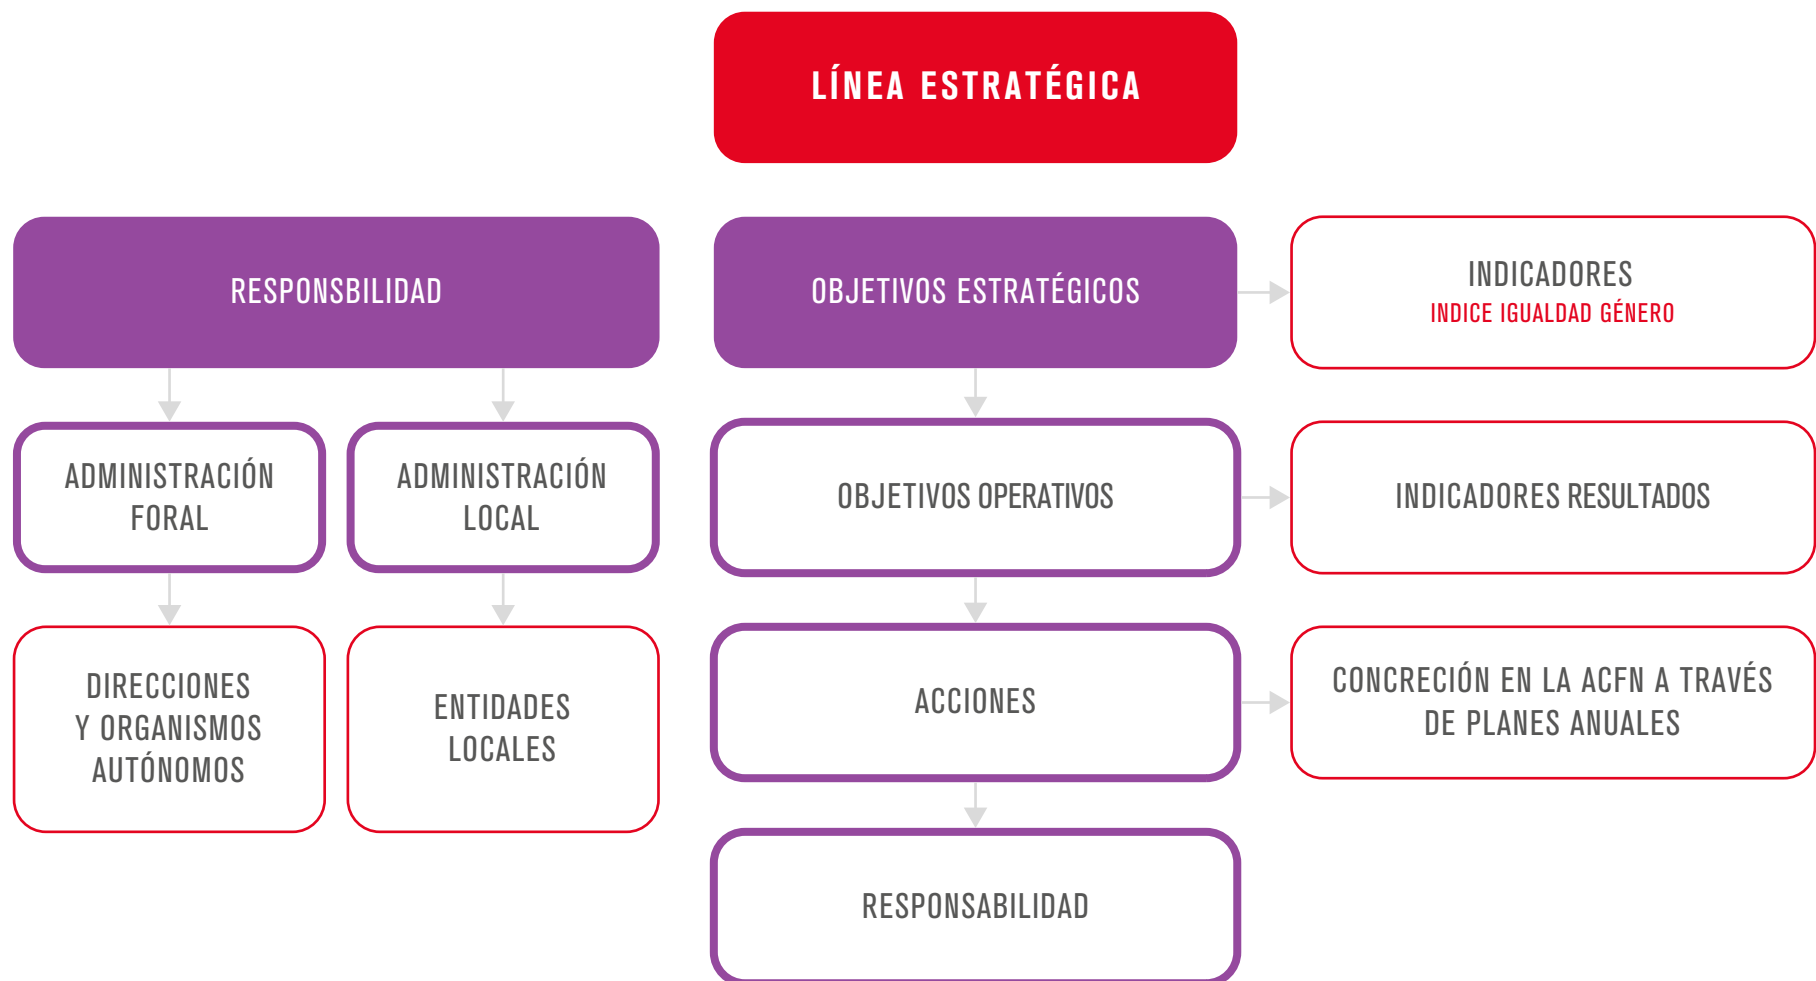 LÍNEA ESTRATÉGICA
RESPONSBILIDAD
ADMINISTRACIÓN
FORAL
ADMINISTRACIÓN
LOCAL
DIRECCIONES
Y ORGANISMOS
AUTÓNOMOS
ENTIDADES
LOCALES
OBJETIVOS ESTRATÉGICOS
INDICADORES
INDICE IGUALDAD GÉNERO
OBJETIVOS OPERATIVOS
INDICADORES RESULTADOS
ACCIONES
CONCRECIÓN EN LA ACFN A TRAVÉS
DE PLANES ANUALES
RESPONSABILIDAD